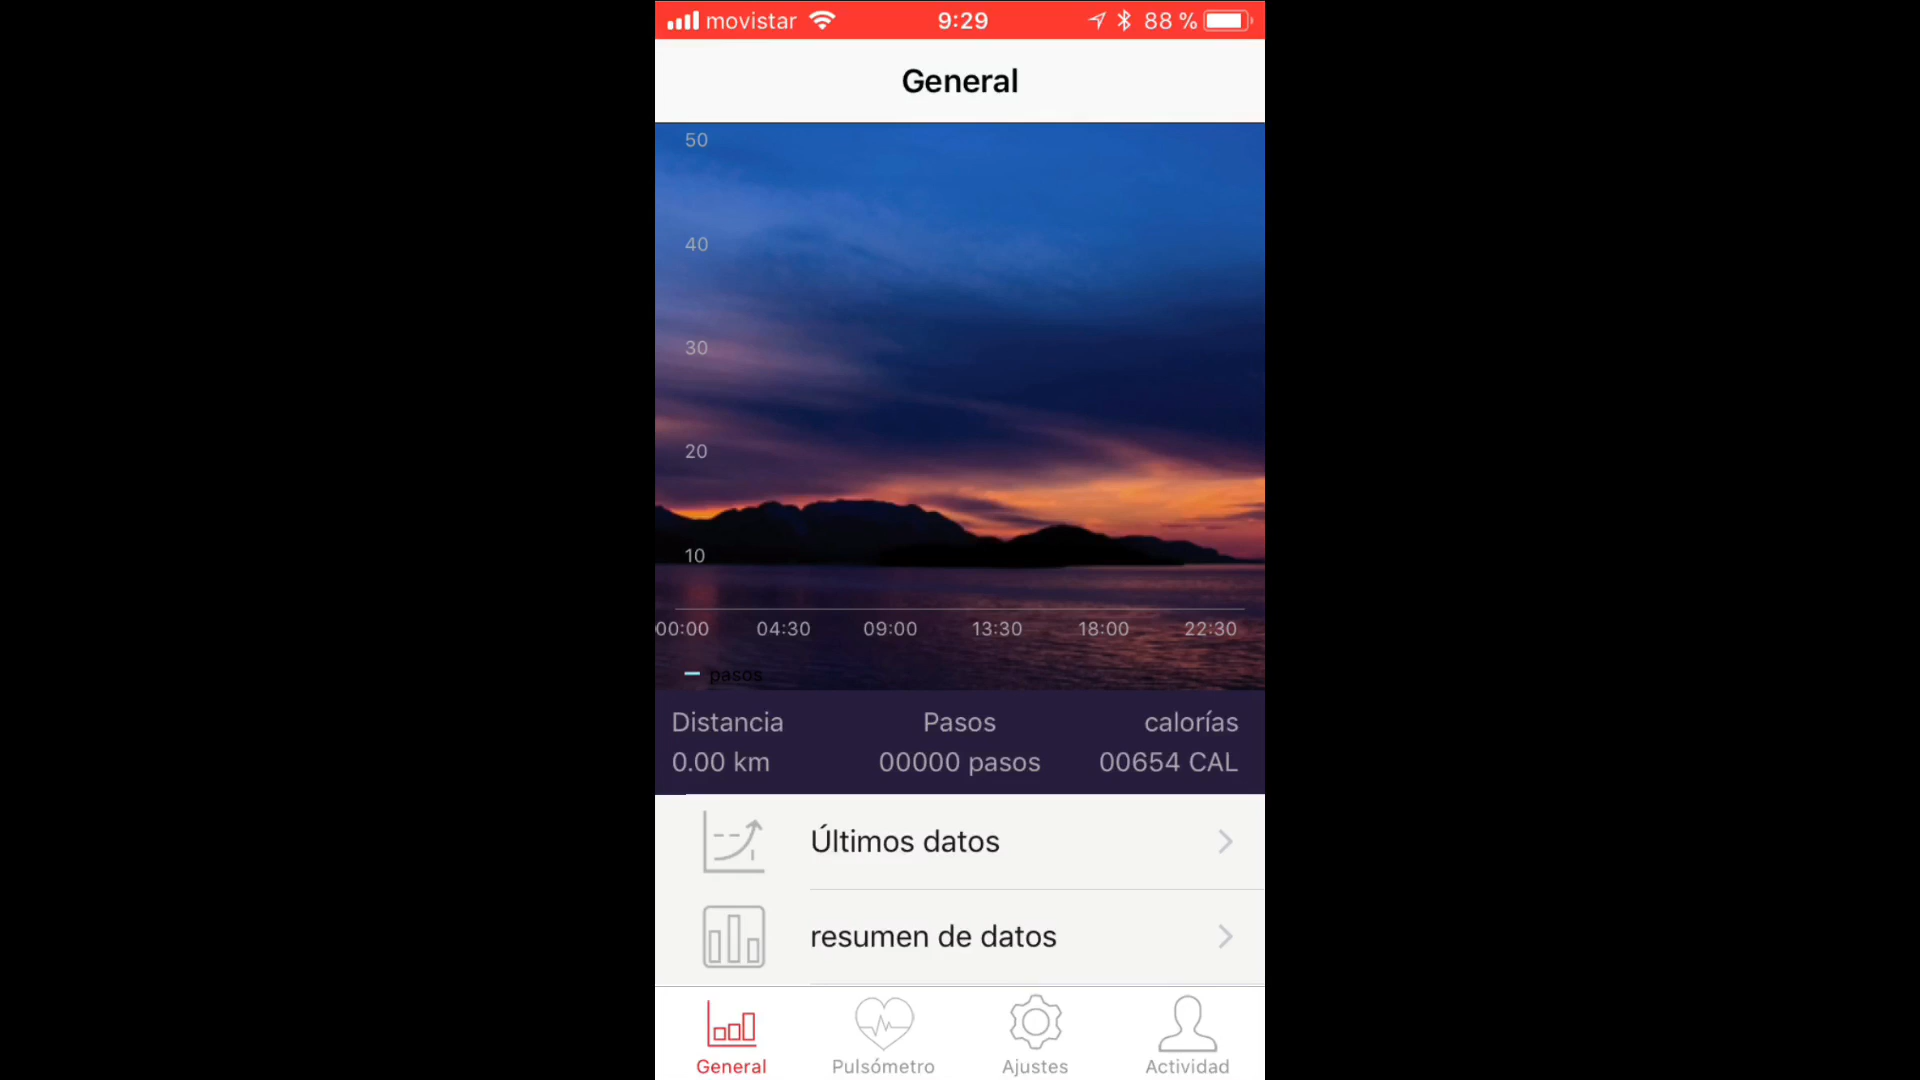 movistar 9:29 88 %
General
50
40
30
20
10
00:00 04:30 09:00 13:30 18:00 22:30
pasos
Distancia Pasos calorías
0.00 km 00000 pasos 00654 CAL
Últimos datos
resumen de datos
General Pulsómetro Ajustes Actividad